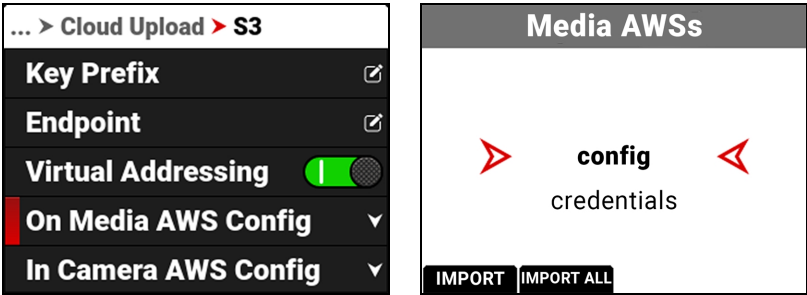 ... > Cloud Upload > S3
Key Prefix
Endpoint
Virtual Addressing
On Media AWS Config
In Camera AWS Config
Media AWSs
config
credentials
IMPORT
IMPORT ALL